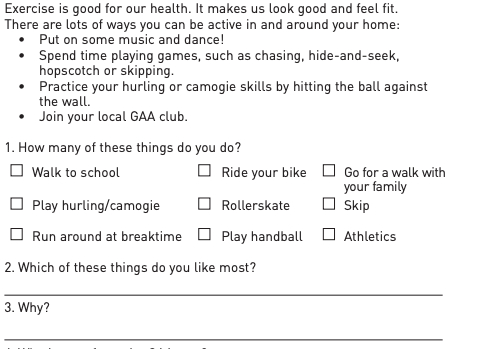 Exercise is good for our health. It makes us look good and feel fit.
There are lots of ways you can be active in and around your home:
• Put on some music and dance!
• Spend time playing games, such as chasing, hide-and-seek,
hopscotch or skipping.
• Practice your hurling or camogie skills by hitting the ball against
the wall.
• Join your local GAA club.
1. How many of these things do you do?
☐ Walk to school ☐ Ride your bike ☐ Go for a walk with
your family
☐ Play hurling/camogie ☐ Rollerskate ☐ Skip
☐ Run around at breaktime ☐ Play handball ☐ Athletics
2. Which of these things do you like most?
3. Why?